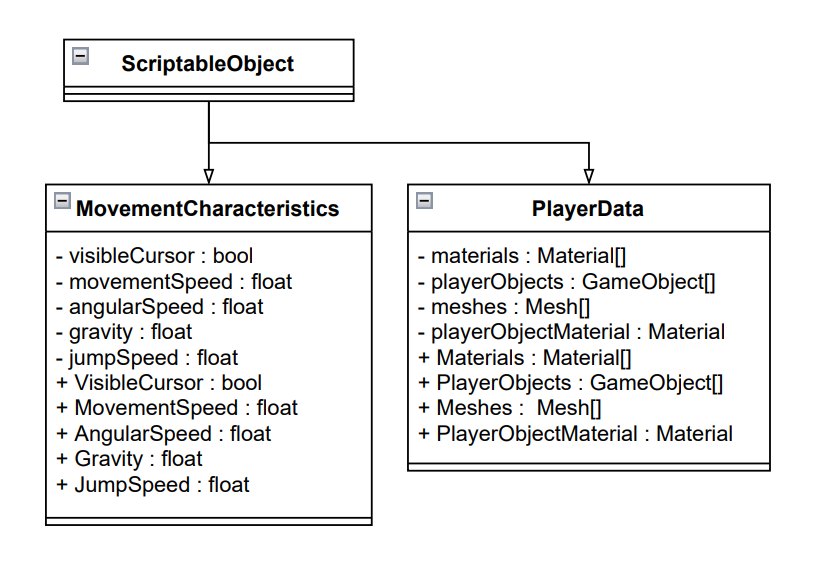 ScriptableObject
MovementCharacteristics
- visibleCursor : bool
- movementSpeed : float
- angularSpeed : float
- gravity : float
- jumpSpeed : float
+ VisibleCursor : bool
+ MovementSpeed : float
+ AngularSpeed : float
+ Gravity : float
+ JumpSpeed : float
PlayerData
- materials : Material[]
- playerObjects : GameObject[]
- meshes : Mesh[]
- playerObjectMaterial : Material
+ Materials : Material[]
+ PlayerObjects : GameObject[]
+ Meshes :  Mesh[]
+ PlayerObjectMaterial : Material